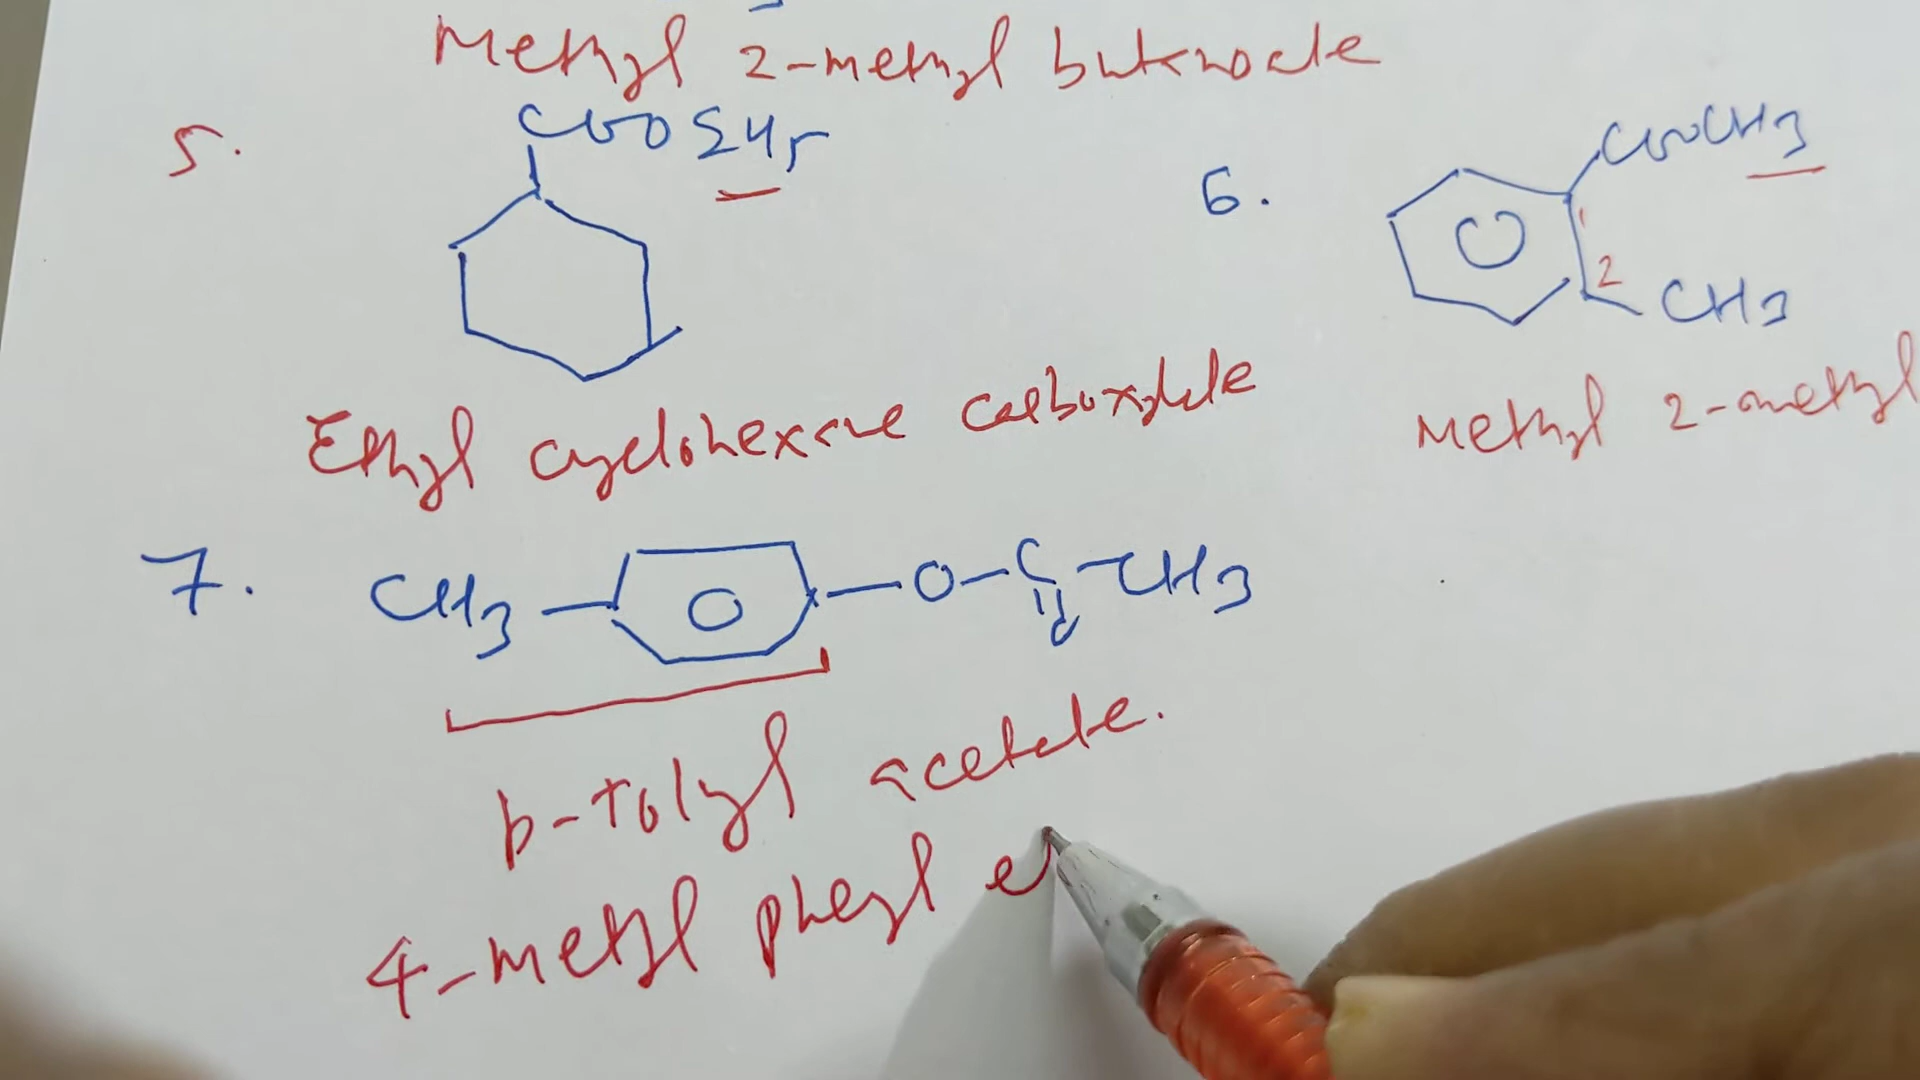 Methyl 2-methyl butanoate
5.
COOC2H5
6.
COOCH3
1
2
CH3
Ethyl cyclohexane carboxylate
Methyl 2-methyl
7. CH3 O O C CH3
O
p-Tolyl acetate.
4-methyl phenyl e